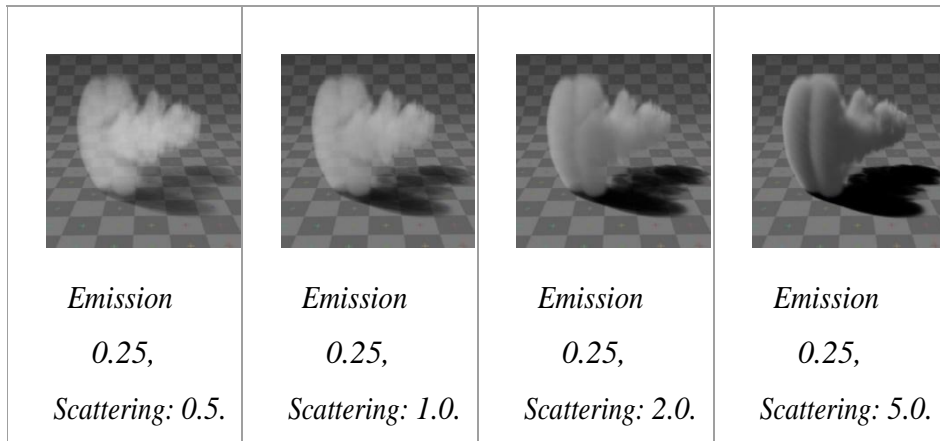 Emission
0.25,
Scattering: 0.5.
Emission
0.25,
Scattering: 1.0.
Emission
0.25,
Scattering: 2.0.
Emission
0.25,
Scattering: 5.0.